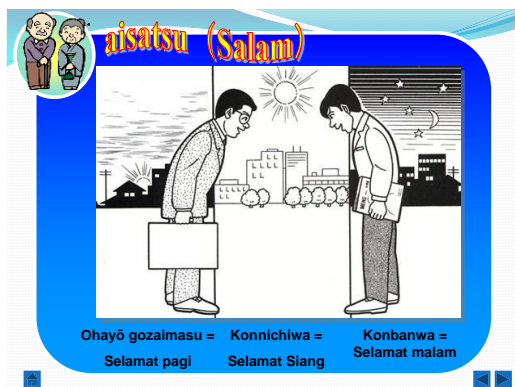 aisatsu (Salam)
Ohayō gozaimasu =
Selamat pagi
Konnichiwa =
Selamat Siang
Konbanwa =
Selamat malam